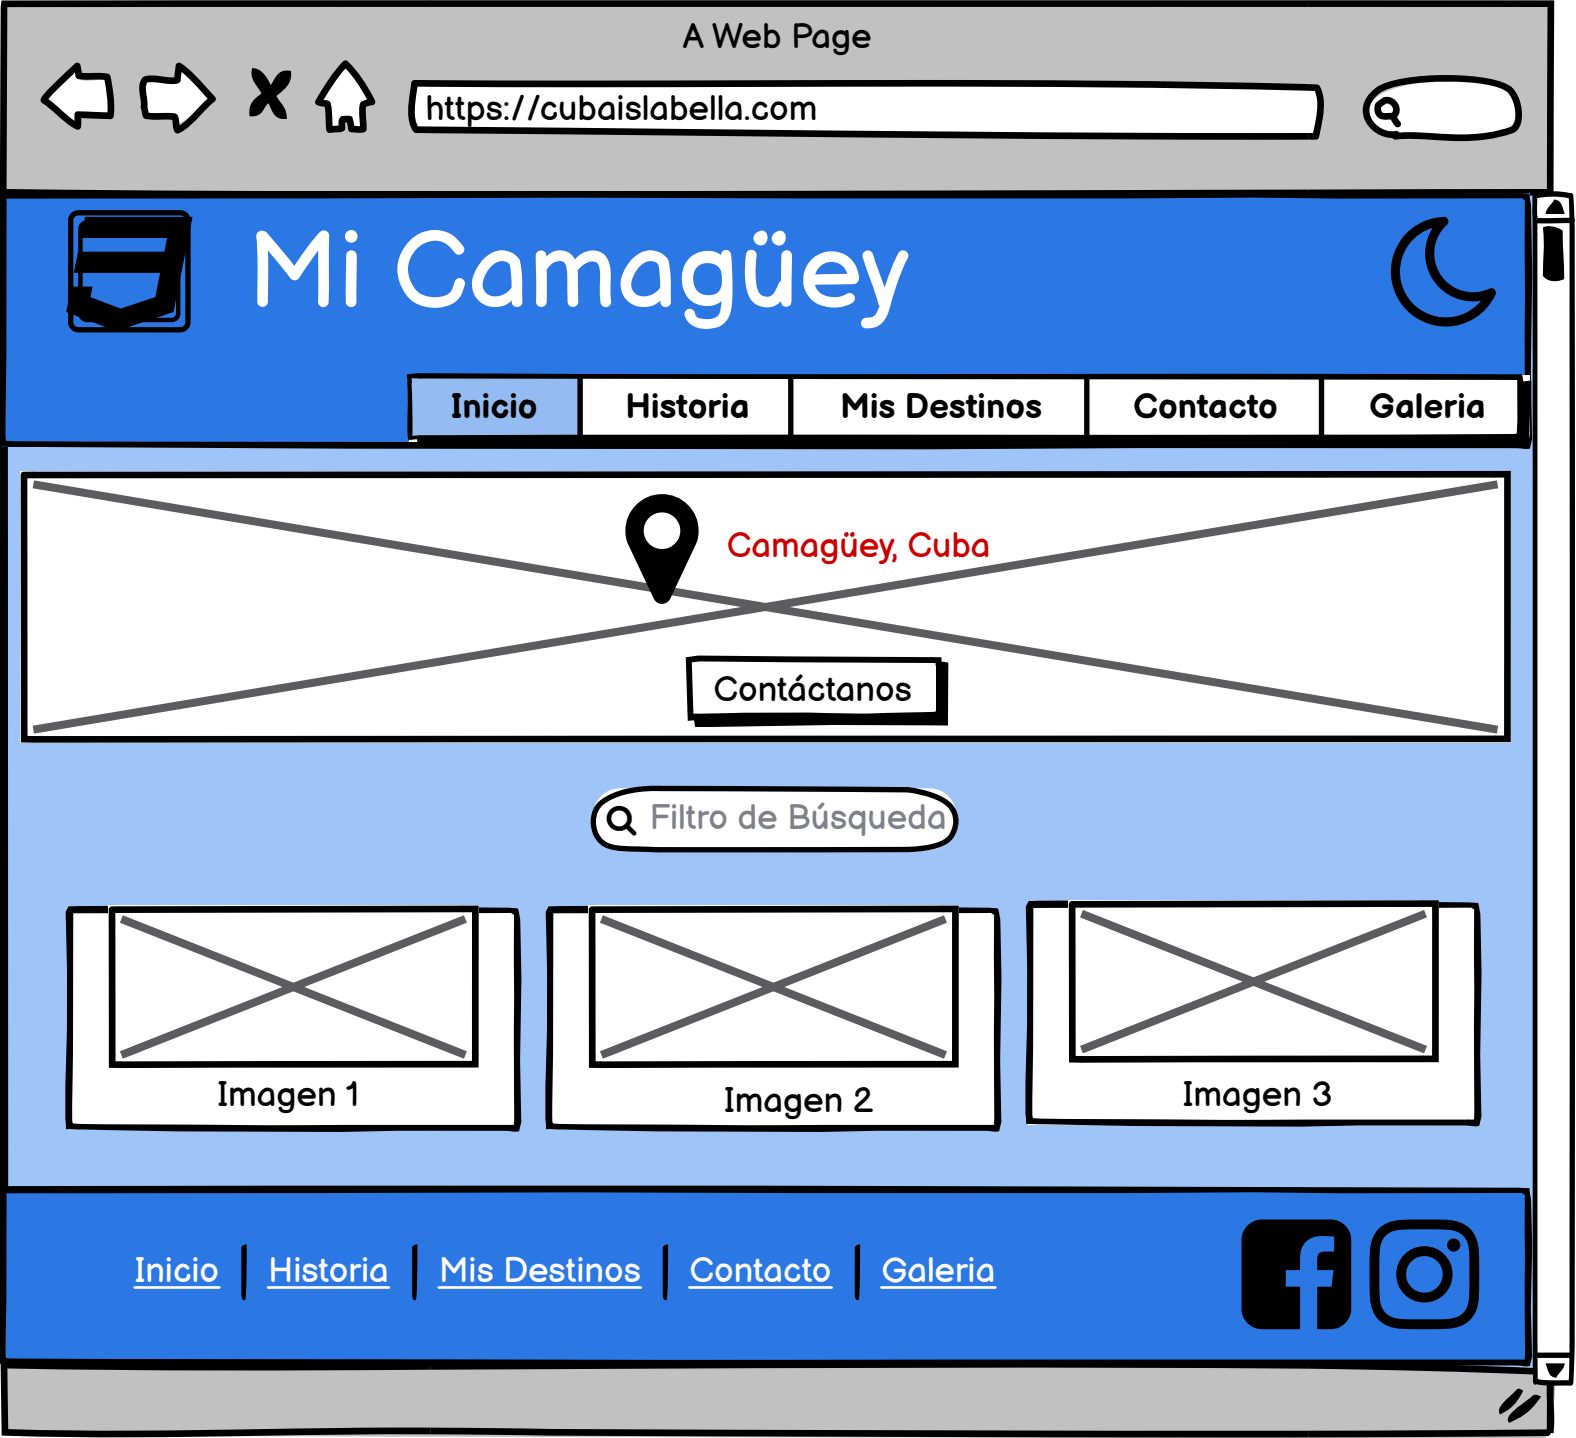 A Web Page
https://cubaislabella.com
Mi Camagüey
Inicio Historia Mis Destinos Contacto Galeria
Camagüey, Cuba
Contáctanos
Filtro de Búsqueda
Imagen 1 Imagen 2 Imagen 3
Inicio Historia Mis Destinos Contacto Galeria